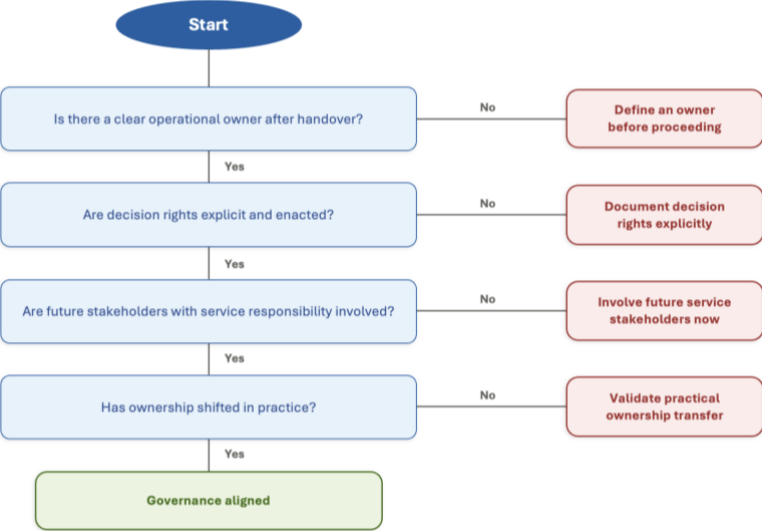 Start
Is there a clear operational owner after handover?
No
Define an owner
before proceeding
Yes
Are decision rights explicit and enacted?
No
Document decision
rights explicitly
Yes
Are future stakeholders with service responsibility involved?
No
Involve future service
stakeholders now
Yes
Has ownership shifted in practice?
No
Validate practical
ownership transfer
Yes
Governance aligned